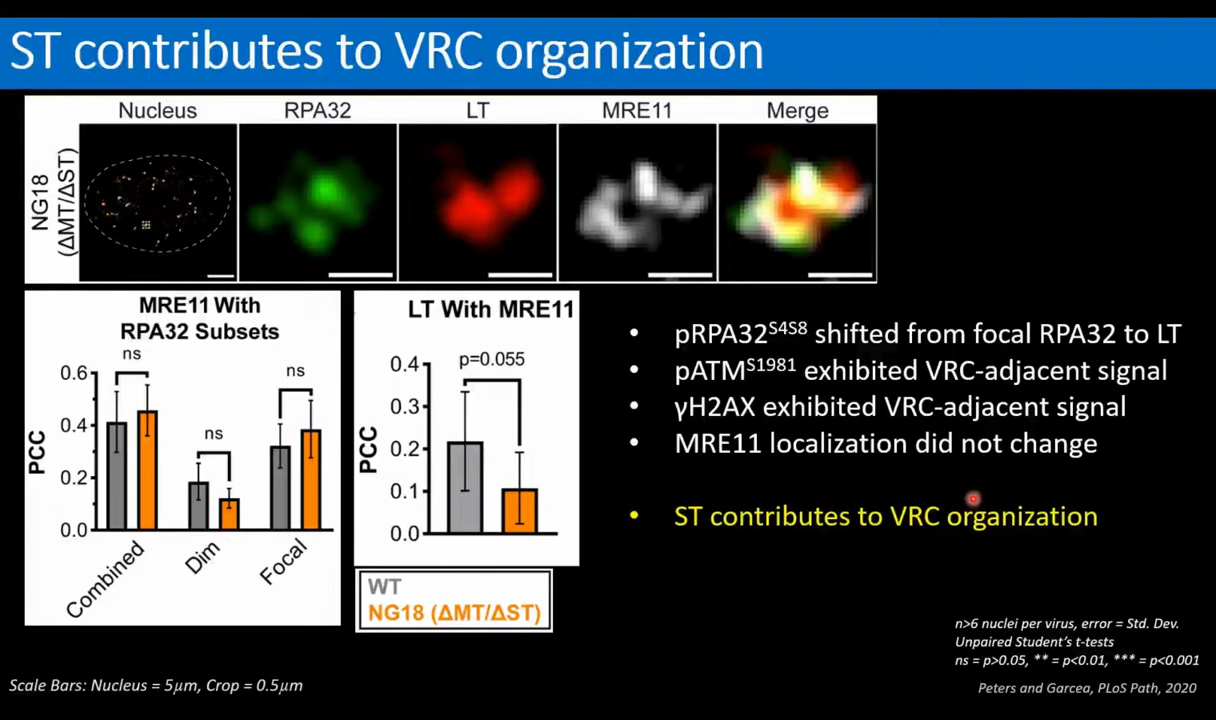 ST contributes to VRC organization
Nucleus RPA32 LT MRE11 Merge
NG18
(ΔMT/ΔST)
MRE11 With
RPA32 Subsets
ns
ns
ns
PCC
0.6
0.4
0.2
0.0
Combined
Dim
Focal
LT With MRE11
p=0.055
PCC
0.4
0.3
0.2
0.1
0.0
WT
NG18 (ΔMT/ΔST)
• pRPA32S4S8 shifted from focal RPA32 to LT
• pATMS1981 exhibited VRC-adjacent signal
• γH2AX exhibited VRC-adjacent signal
• MRE11 localization did not change
• ST contributes to VRC organization
n>6 nuclei per virus, error = Std. Dev.
Unpaired Student's t-tests
ns = p>0.05, ** = p<0.01, *** = p<0.001
Peters and Garcea, PLoS Path, 2020
Scale Bars: Nucleus = 5μm, Crop = 0.5μm